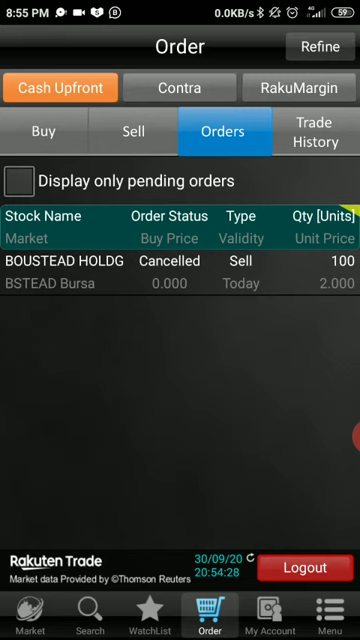 8:55 PM
0.0KB/s 4G 59
Order
Refine
Cash Upfront Contra RakuMargin
Buy Sell Orders Trade History
Display only pending orders
Stock Name Order Status Type Qty [Units]
Market Buy Price Validity Unit Price
BOUSTEAD HOLDG Cancelled Sell 100
BSTEAD Bursa 0.000 Today 2.000
Rakuten Trade
Market data Provided by ©Thomson Reuters
30/09/20
20:54:28
Logout
Market Search WatchList Order My Account Menu